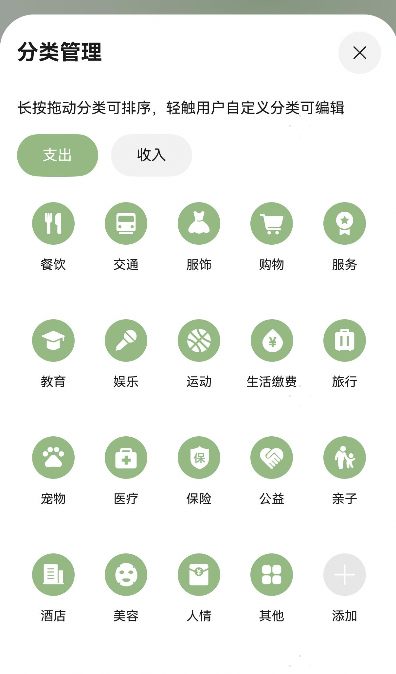 分类管理
长按拖动分类可排序，轻触用户自定义分类可编辑
支出 收入
餐饮 交通 服饰 购物 服务
¥
教育 娱乐 运动 生活缴费 旅行
保
宠物 医疗 保险 公益 亲子
¥
酒店 美容 人情 其他 添加